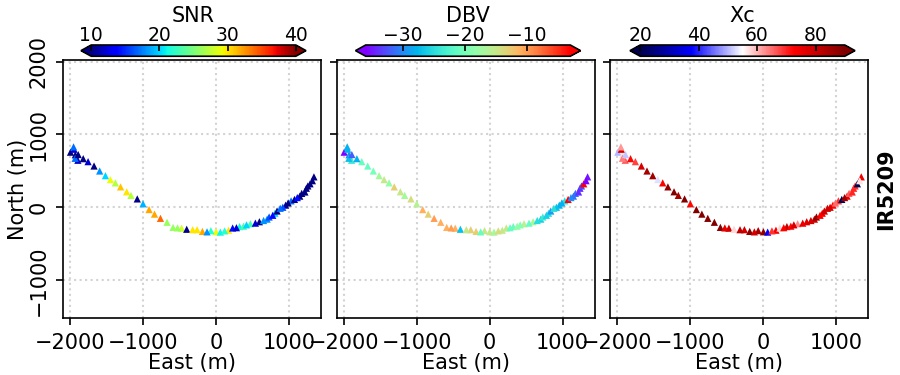 SNR
DBV
Xc
10 20 30 40
−30 −20 −10
20 40 60 80
2000
1000
0
−1000
North (m)
IR5209
−2000 −1000 0 1000
−2000 −1000 0 1000
−2000 −1000 0 1000
East (m)
East (m)
East (m)